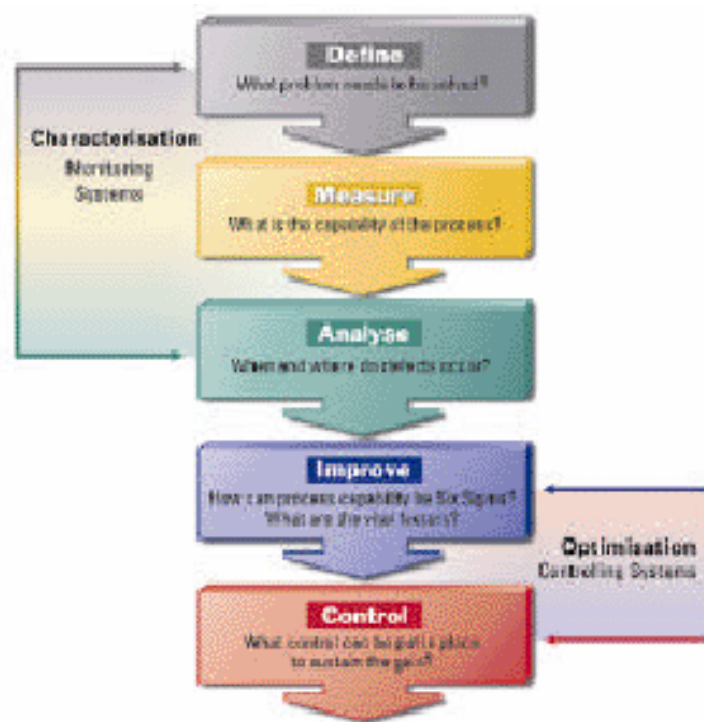 Define
What problem needs to be solved?
Characterisation
Monitoring
Systems
Measure
What is the capability of the process?
Analyse
When and where do defects occur?
Improve
How can process capability be Six Sigma?
What are the vital factors?
Optimisation
Controlling Systems
Control
What control can be put in place
to sustain the gain?